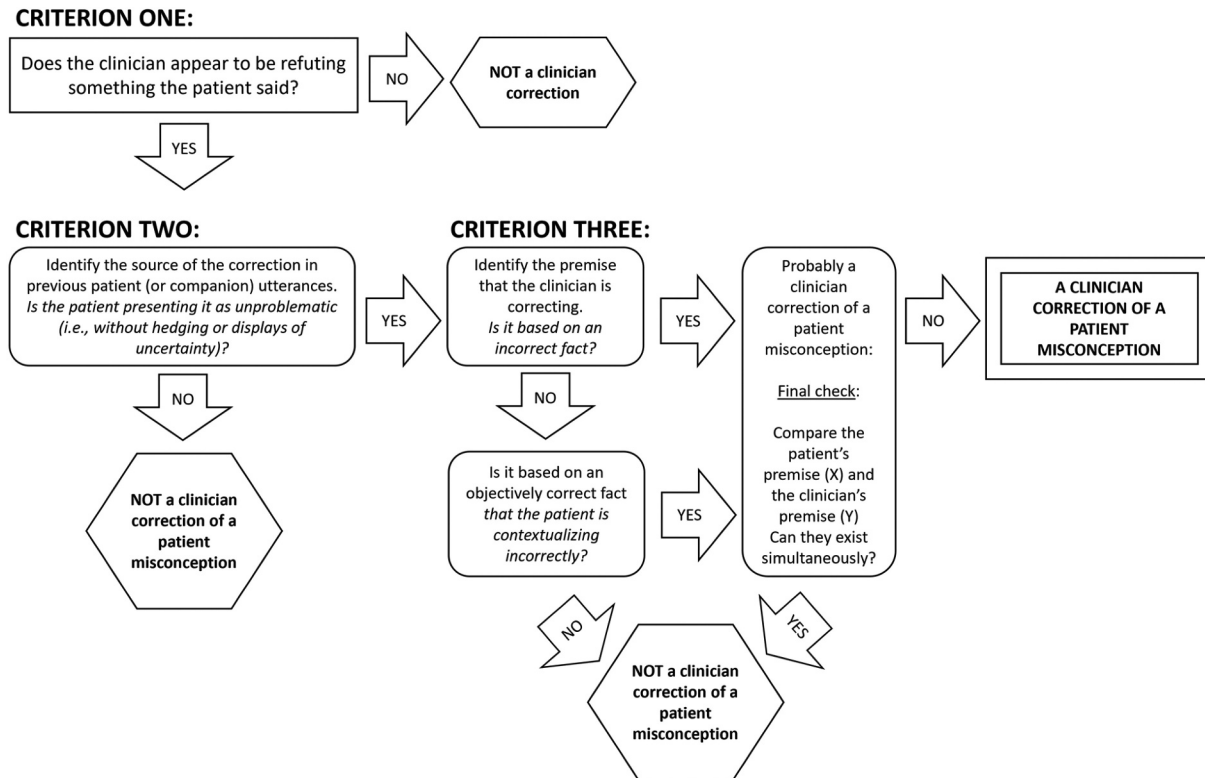 CRITERION ONE:
Does the clinician appear to be refuting
something the patient said?
NO
NOT a clinician
correction
YES
CRITERION TWO:
Identify the source of the correction in
previous patient (or companion) utterances.
Is the patient presenting it as unproblematic
(i.e., without hedging or displays of
uncertainty)?
YES
NO
NOT a clinician
correction of a
patient
misconception
CRITERION THREE:
Identify the premise
that the clinician is
correcting.
Is it based on an
incorrect fact?
YES
NO
Is it based on an
objectively correct fact
that the patient is
contextualizing
incorrectly?
YES
NO
Probably a
clinician
correction of a
patient
misconception:
Final check:
Compare the
patient’s
premise (X) and
the clinician’s
premise (Y)
Can they exist
simultaneously?
NO
YES
A CLINICIAN
CORRECTION OF A
PATIENT
MISCONCEPTION
NOT a clinician
correction of a
patient
misconception